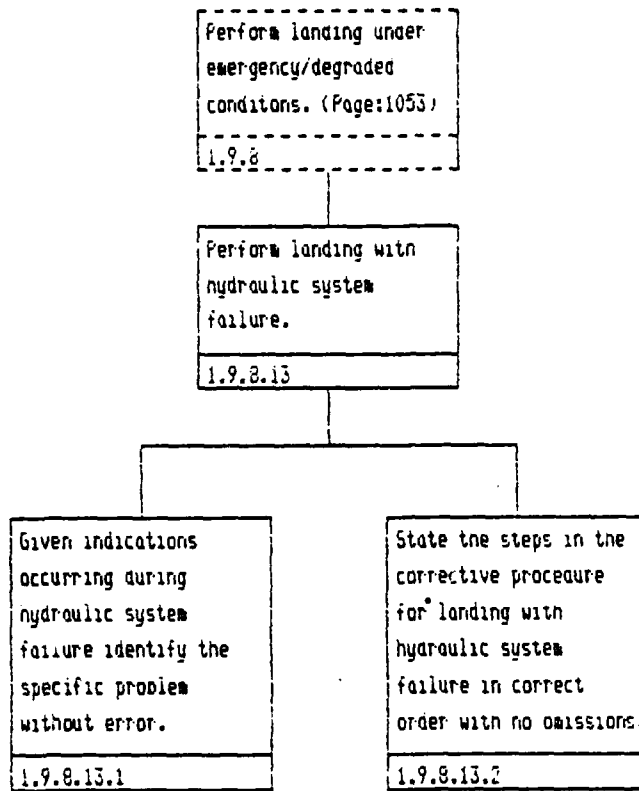 Perform landing under
emergency/degraded
conditons. (Page:1053)
1.9.8
Perform landing with
hydraulic system
failure.
1.9.8.13
Given indications
occurring during
hydraulic system
failure identify the
specific problem
without error.
1.9.8.13.1
State the steps in the
corrective procedure
for landing with
hydraulic system
failure in correct
order with no omissions.
1.9.8.13.2